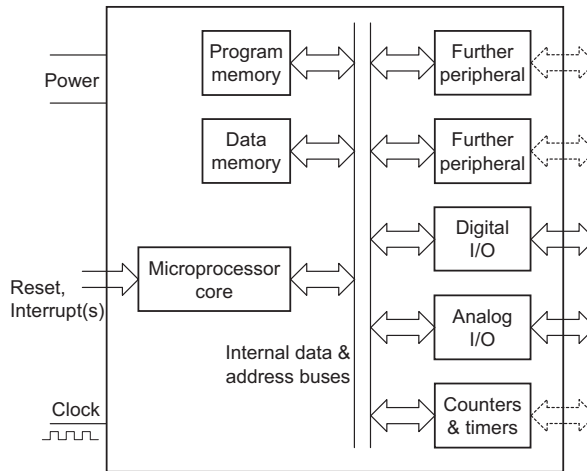 Power
Reset,
Interrupt(s)
Clock
Program
memory
Data
memory
Microprocessor
core
Internal data &
address buses
Further
peripheral
Further
peripheral
Digital
I/O
Analog
I/O
Counters
& timers